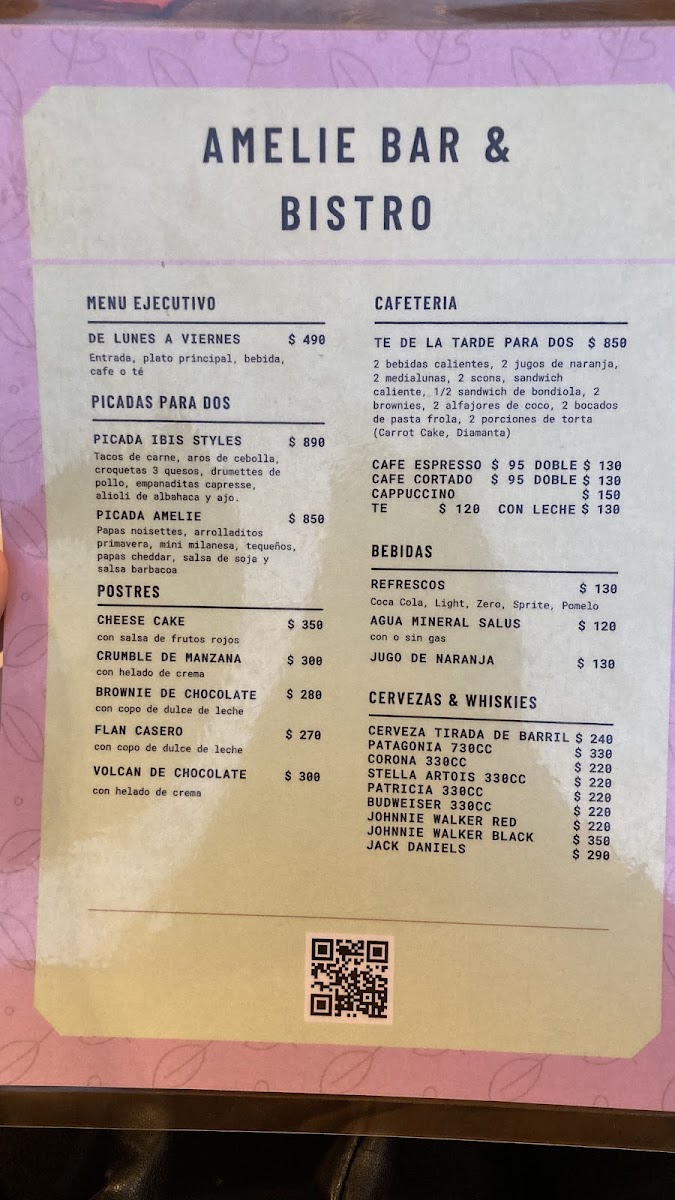 AMELIE BAR &
BISTRO
MENU EJECUTIVO
DE LUNES A VIERNES $ 490
Entrada, plato principal, bebida,
cafe o té
PICADAS PARA DOS
PICADA IBIS STYLES $ 890
Tacos de carne, aros de cebolla,
croquetas 3 quesos, drumettes de
pollo, empanaditas capresse,
alioli de albahaca y ajo.
PICADA AMELIE $ 850
Papas noisettes, arrolladitos
primavera, mini milanesa, tequeños,
papas cheddar, salsa de soja y
salsa barbacoa
POSTRES
CHEESE CAKE $ 350
con salsa de frutos rojos
CRUMBLE DE MANZANA $ 300
con helado de crema
BROWNIE DE CHOCOLATE $ 280
con copo de dulce de leche
FLAN CASERO $ 270
con copo de dulce de leche
VOLCAN DE CHOCOLATE $ 300
con helado de crema
CAFETERIA
TE DE LA TARDE PARA DOS $ 850
2 bebidas calientes, 2 jugos de naranja,
2 medialunas, 2 scons, sandwich
caliente, 1/2 sandwich de bondiola, 2
brownies, 2 alfajores de coco, 2 bocados
de pasta frola, 2 porciones de torta
(Carrot Cake, Diamanta)
CAFE ESPRESSO $ 95 DOBLE $ 130
CAFE CORTADO $ 95 DOBLE $ 130
CAPPUCCINO $ 150
TE $ 120 CON LECHE $ 130
BEBIDAS
REFRESCOS $ 130
Coca Cola, Light, Zero, Sprite, Pomelo
AGUA MINERAL SALUS $ 120
con o sin gas
JUGO DE NARANJA $ 130
CERVEZAS & WHISKIES
CERVEZA TIRADA DE BARRIL $ 240
PATAGONIA 730CC $ 330
CORONA 330CC $ 220
STELLA ARTOIS 330CC $ 220
PATRICIA 330CC $ 220
BUDWEISER 330CC $ 220
JOHNNIE WALKER RED $ 220
JOHNNIE WALKER BLACK $ 350
JACK DANIELS $ 290